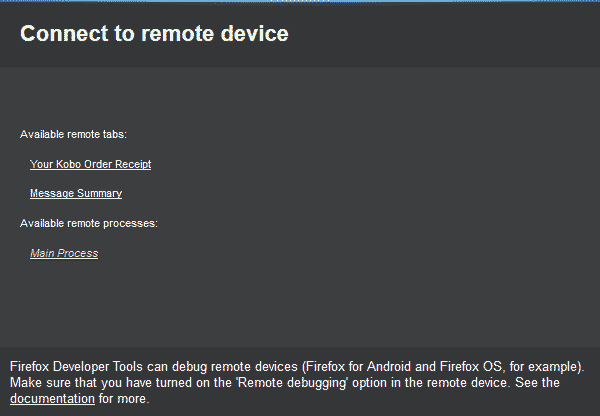 Connect to remote device
Available remote tabs:
Your Kobo Order Receipt
Message Summary
Available remote processes:
Main Process
Firefox Developer Tools can debug remote devices (Firefox for Android and Firefox OS, for example).
Make sure that you have turned on the 'Remote debugging' option in the remote device. See the
documentation for more.